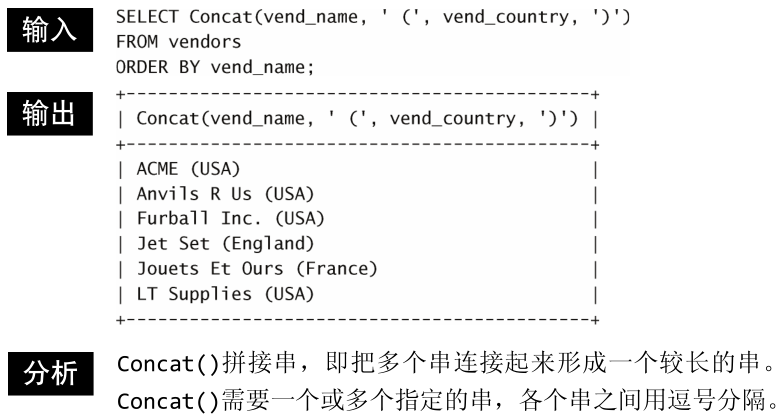 输入
SELECT Concat(vend_name, ' (', vend_country, ')')
FROM vendors
ORDER BY vend_name;
输出
+---------------------------------------------+
| Concat(vend_name, ' (', vend_country, ')') |
+---------------------------------------------+
| ACME (USA) |
| Anvils R Us (USA) |
| Furball Inc. (USA) |
| Jet Set (England) |
| Jouets Et Ours (France) |
| LT Supplies (USA) |
+---------------------------------------------+
分析
Concat()拼接串，即把多个串连接起来形成一个较长的串。
Concat()需要一个或多个指定的串，各个串之间用逗号分隔。